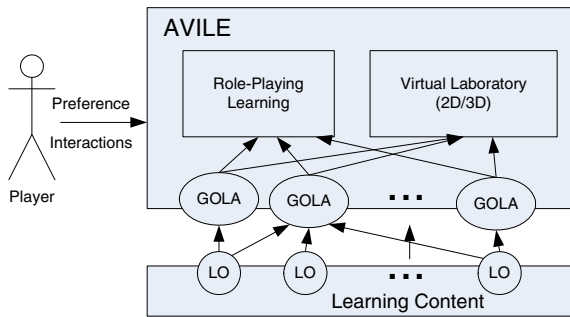 AVILE
Role-Playing
Learning
Virtual Laboratory
(2D/3D)
Preference
Interactions
Player
GOLA
GOLA
...
GOLA
LO
LO
...
LO
Learning Content